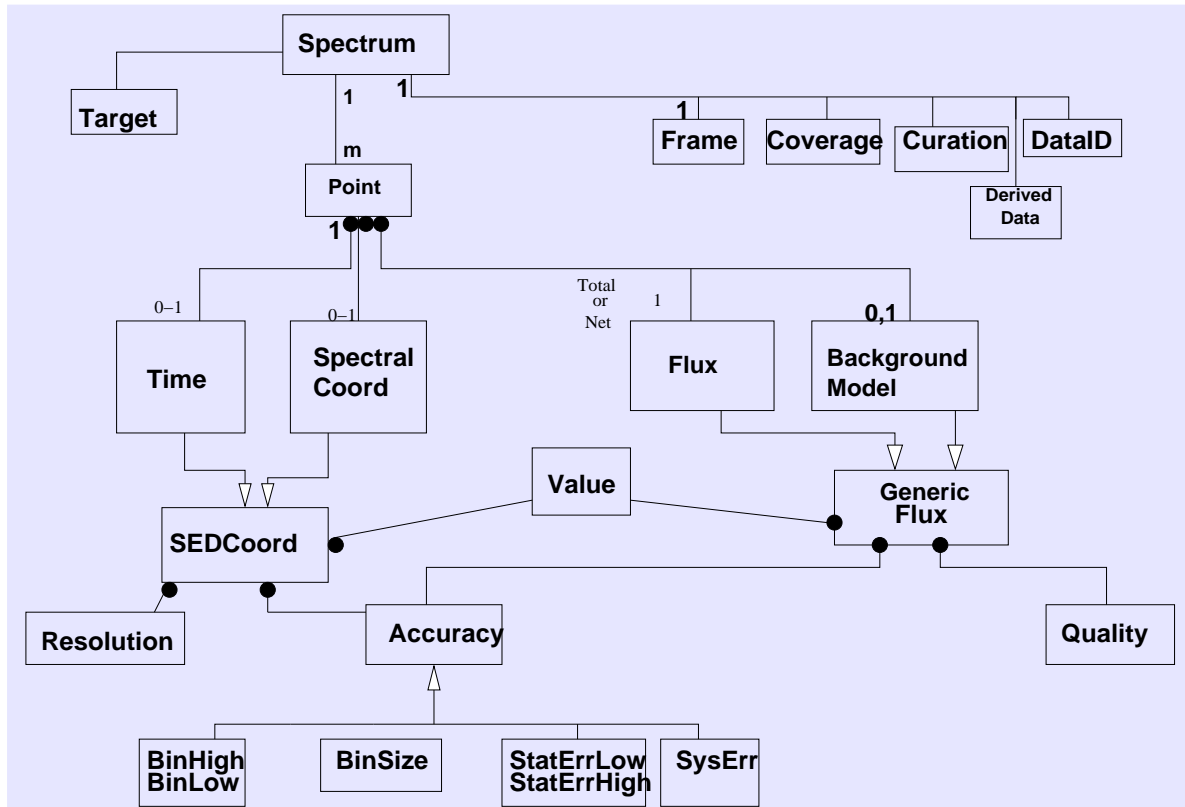 Spectrum
1
1
Target
1
Frame
Coverage
Curation
DataID
m
Point
Derived
Data
1
0–1
0–1
Total
or
Net
1
0,1
Time
Spectral
Coord
Flux
Background
Model
Value
Generic
Flux
SEDCoord
Resolution
Accuracy
Quality
BinHigh
BinLow
BinSize
StatErrLow
StatErrHigh
SysErr